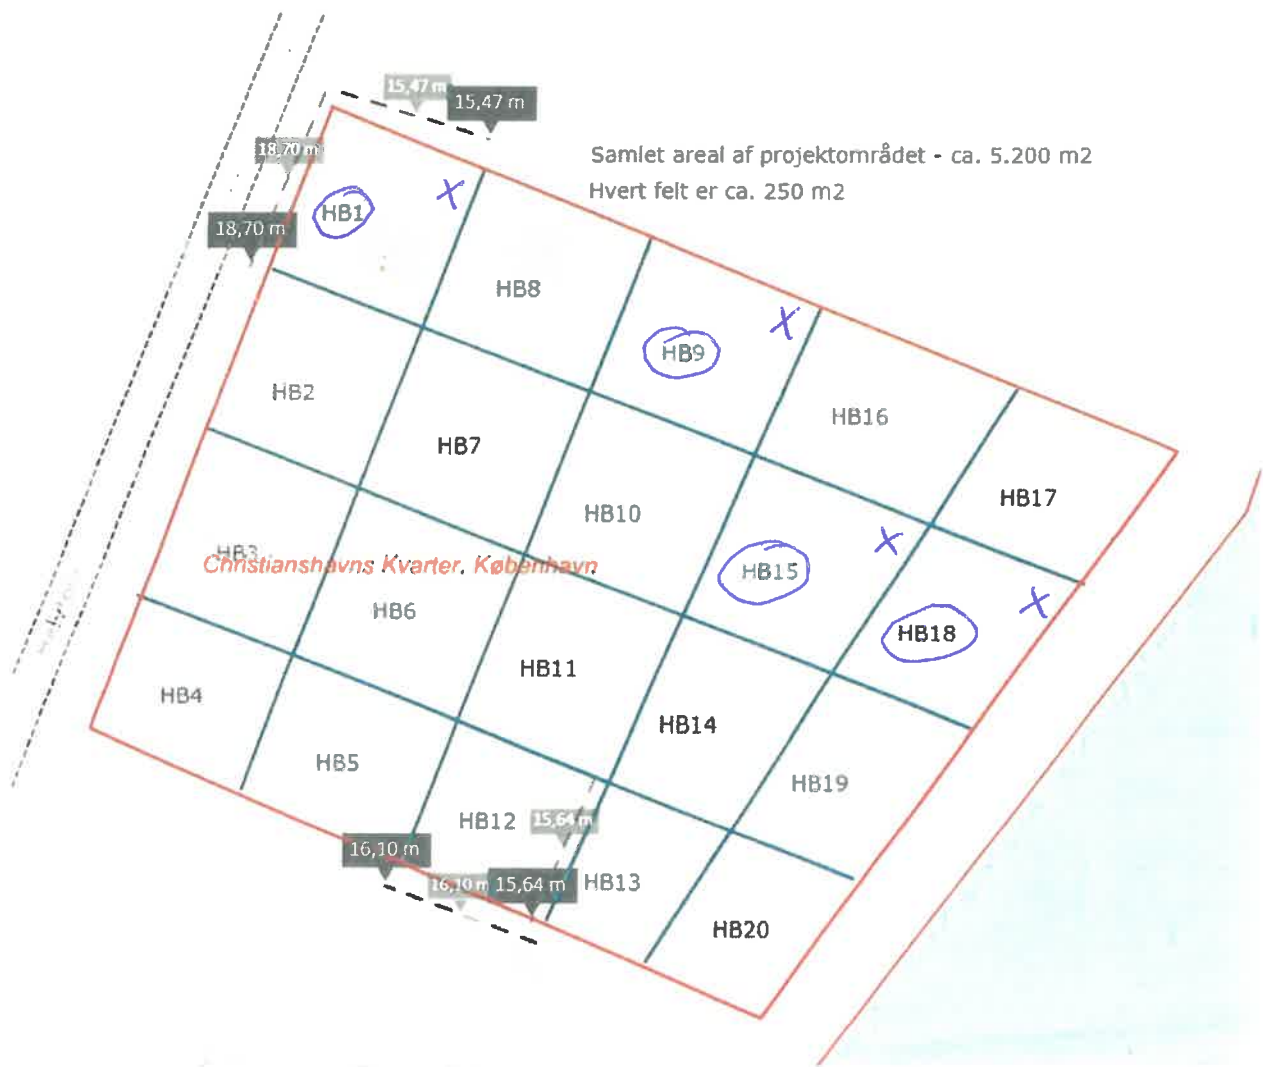 15,47 m
15,47 m
18,70 m
18,70 m
Samlet areal af projektområdet - ca. 5.200 m2
Hvert felt er ca. 250 m2
HB1 X
HB8
HB9 X
HB16
HB17
HB2
HB7
HB10
HB15 X
HB18 X
HB3
Christianshavns Kvarter, København
HB6
HB11
HB14
HB19
HB4
HB5
HB12
15,64 m
HB13
HB20
16,10 m
16,10 m
15,64 m